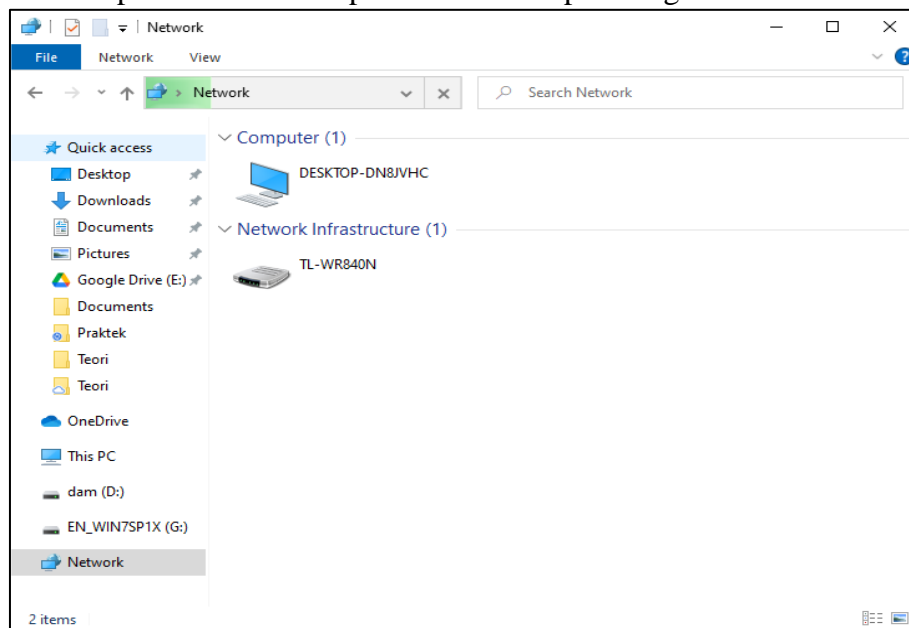 Network
File Network View
Network
Search Network
Quick access
Desktop
Downloads
Documents
Pictures
Google Drive (E:)
Documents
Praktek
Teori
Teori
OneDrive
This PC
dam (D:)
EN_WIN7SP1X (G:)
Network
Computer (1)
DESKTOP-DN8JVHC
Network Infrastructure (1)
TL-WR840N
2 items